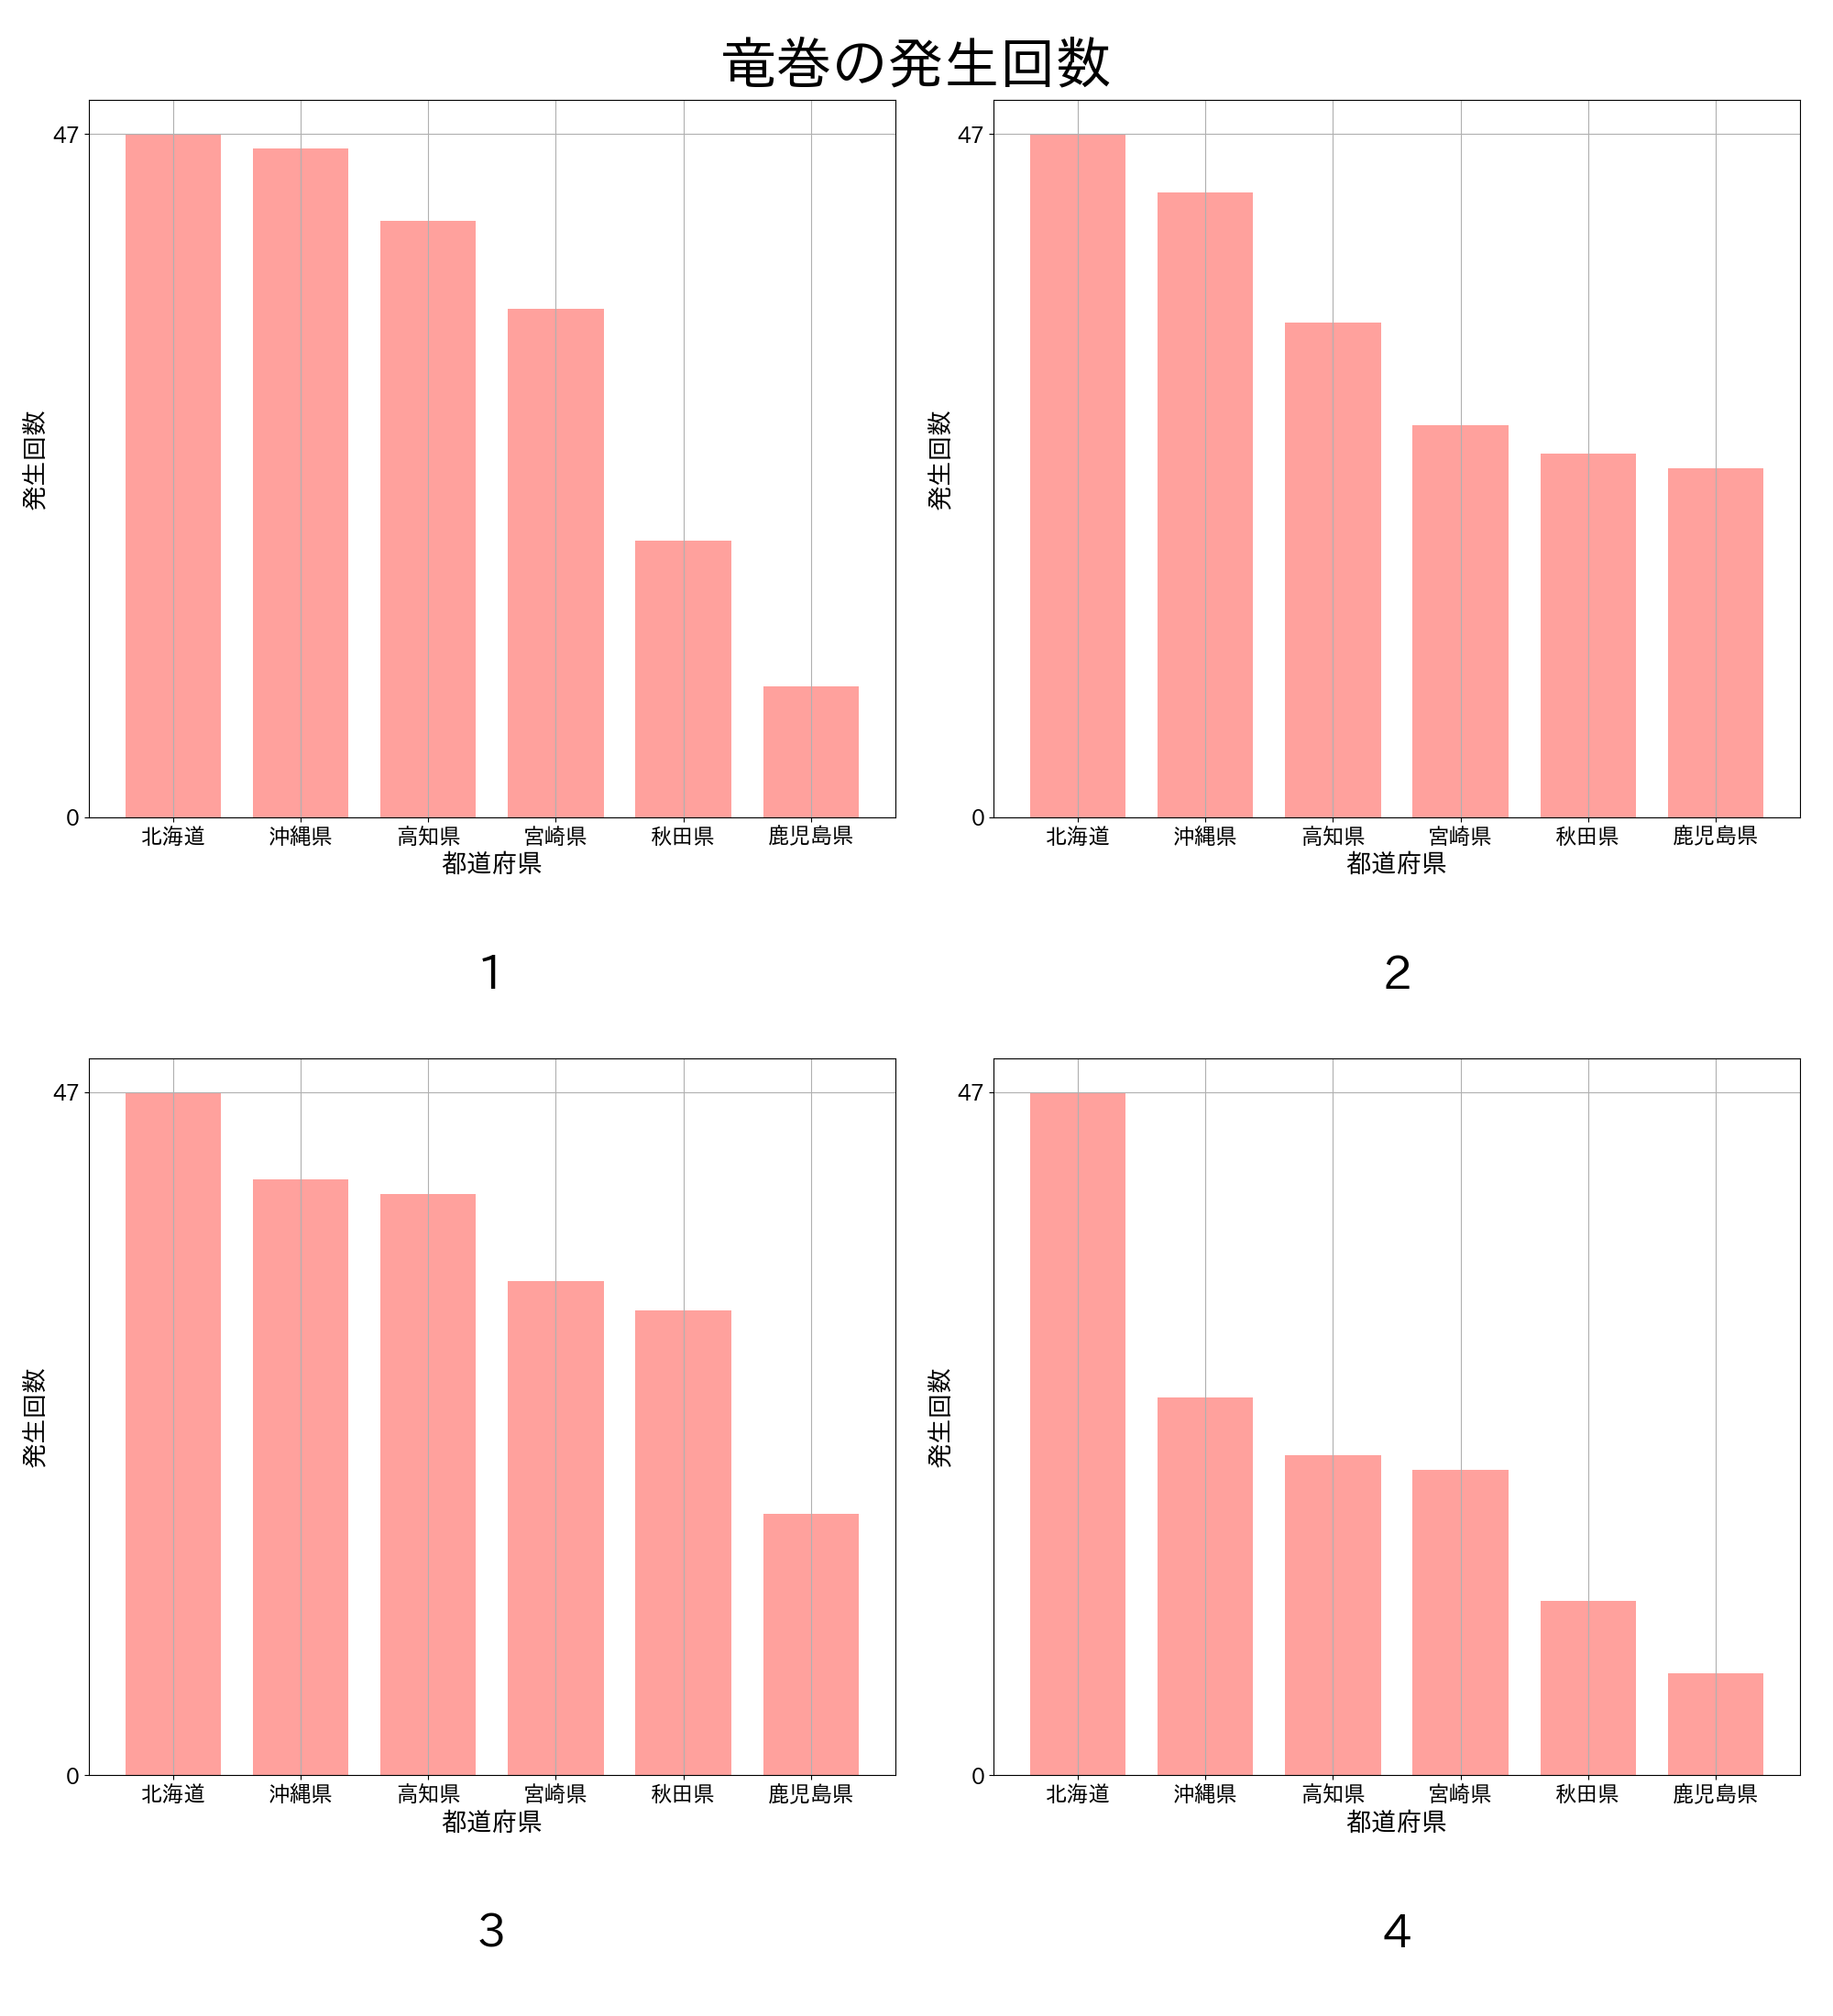 竜巻の発生回数
47
0
発生回数
北海道 沖縄県 高知県 宮崎県 秋田県 鹿児島県
都道府県
1
47
0
発生回数
北海道 沖縄県 高知県 宮崎県 秋田県 鹿児島県
都道府県
2
47
0
発生回数
北海道 沖縄県 高知県 宮崎県 秋田県 鹿児島県
都道府県
3
47
0
発生回数
北海道 沖縄県 高知県 宮崎県 秋田県 鹿児島県
都道府県
4